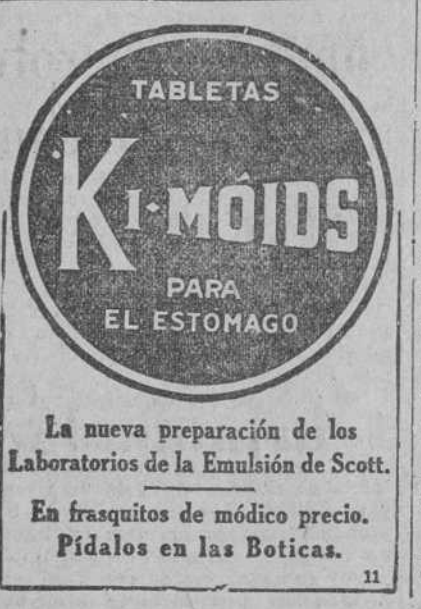 TABLETAS
KI-MÓIDS
PARA
EL ESTOMAGO
La nueva preparación de los
Laboratorios de la Emulsión de Scott.
En frasquitos de módico precio.
Pídalos en las Boticas.
11